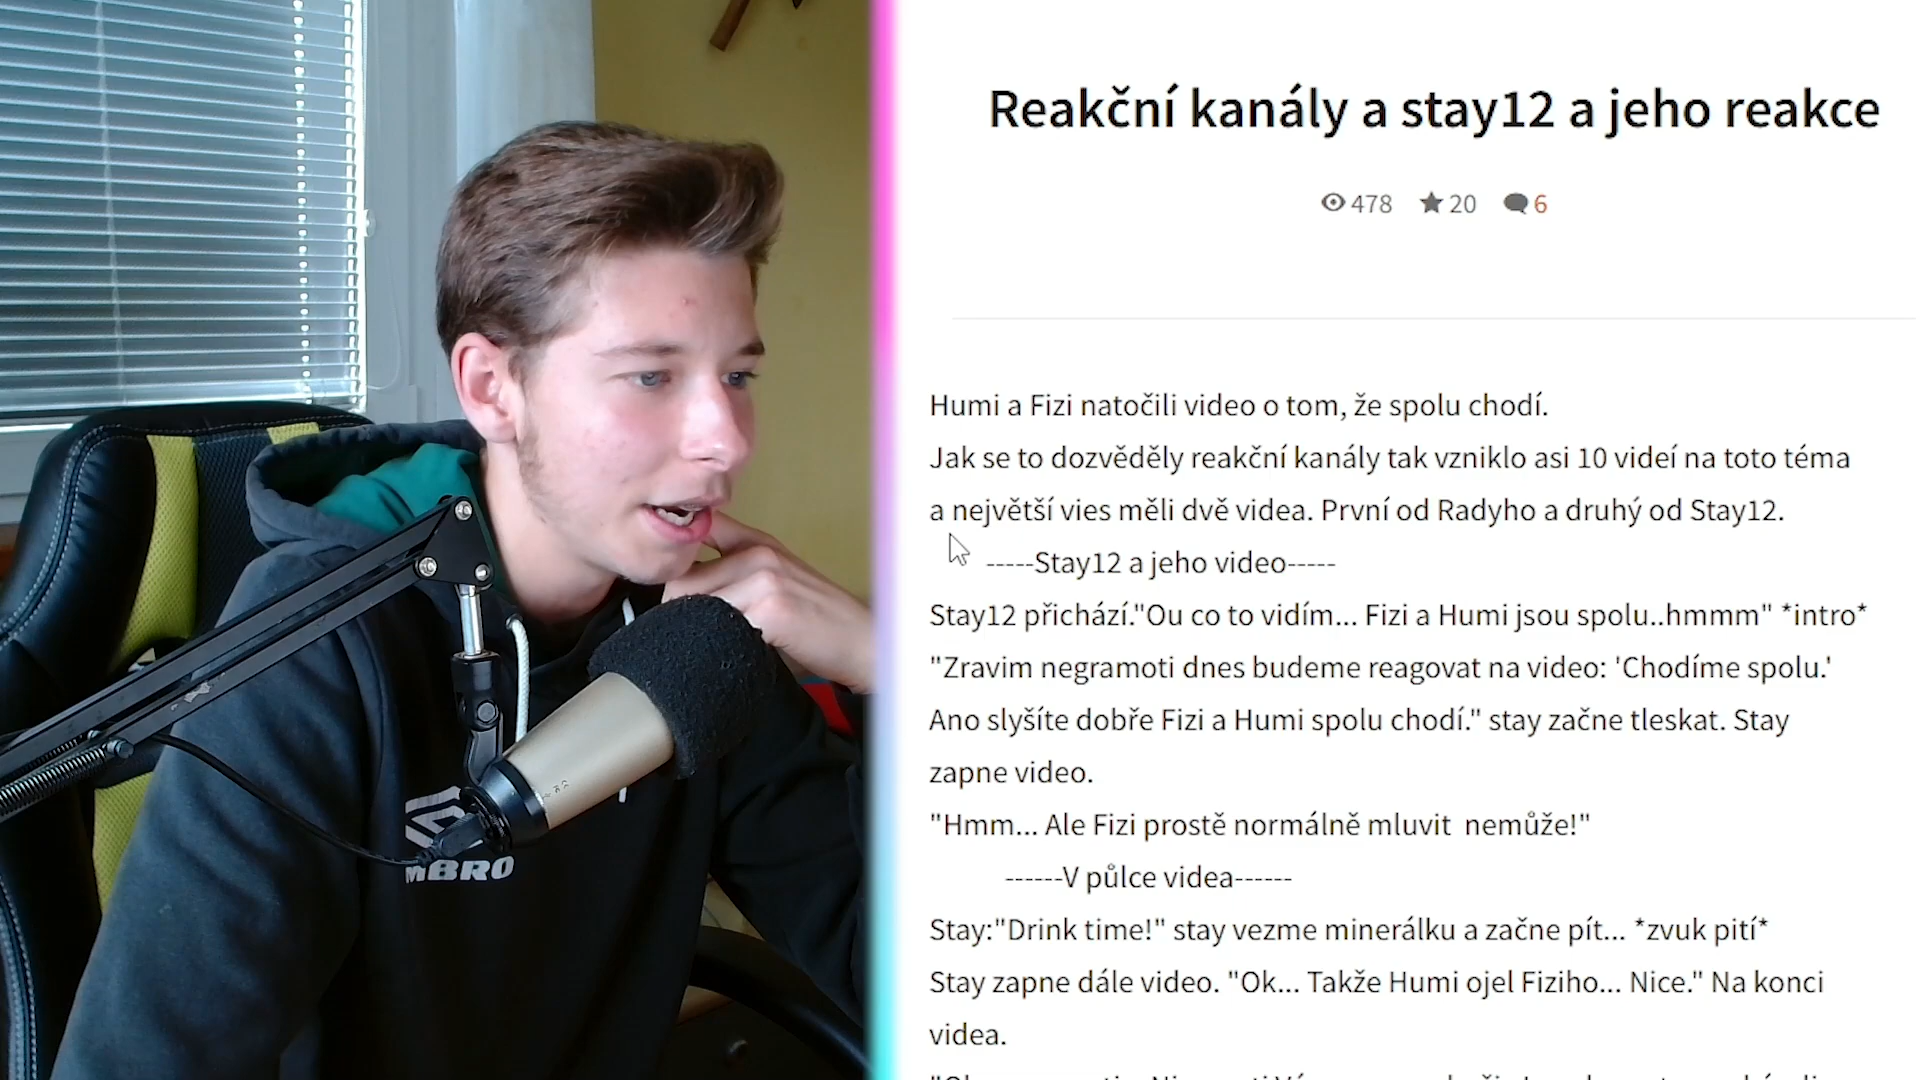 Reakční kanály a stay12 a jeho reakce
478 20 6
Humi a Fizi natočili video o tom, že spolu chodí.
Jak se to dozvěděly reakční kanály tak vzniklo asi 10 videí na toto téma
a největší vies měli dvě videa. První od Radyho a druhý od Stay12.
-----Stay12 a jeho video-----
Stay12 přichází."Ou co to vidím... Fizi a Humi jsou spolu..hmmm" *intro*
"Zravim negramoti dnes budeme reagovat na video: 'Chodíme spolu.'
Ano slyšíte dobře Fizi a Humi spolu chodí." stay začne tleskat. Stay
zapne video.
"Hmm... Ale Fizi prostě normálně mluvit  nemůže!"
------V půlce videa------
Stay:"Drink time!" stay vezme minerálku a začne pít... *zvuk pití*
Stay zapne dále video. "Ok... Takže Humi ojel Fiziho... Nice." Na konci
videa.
MBRO